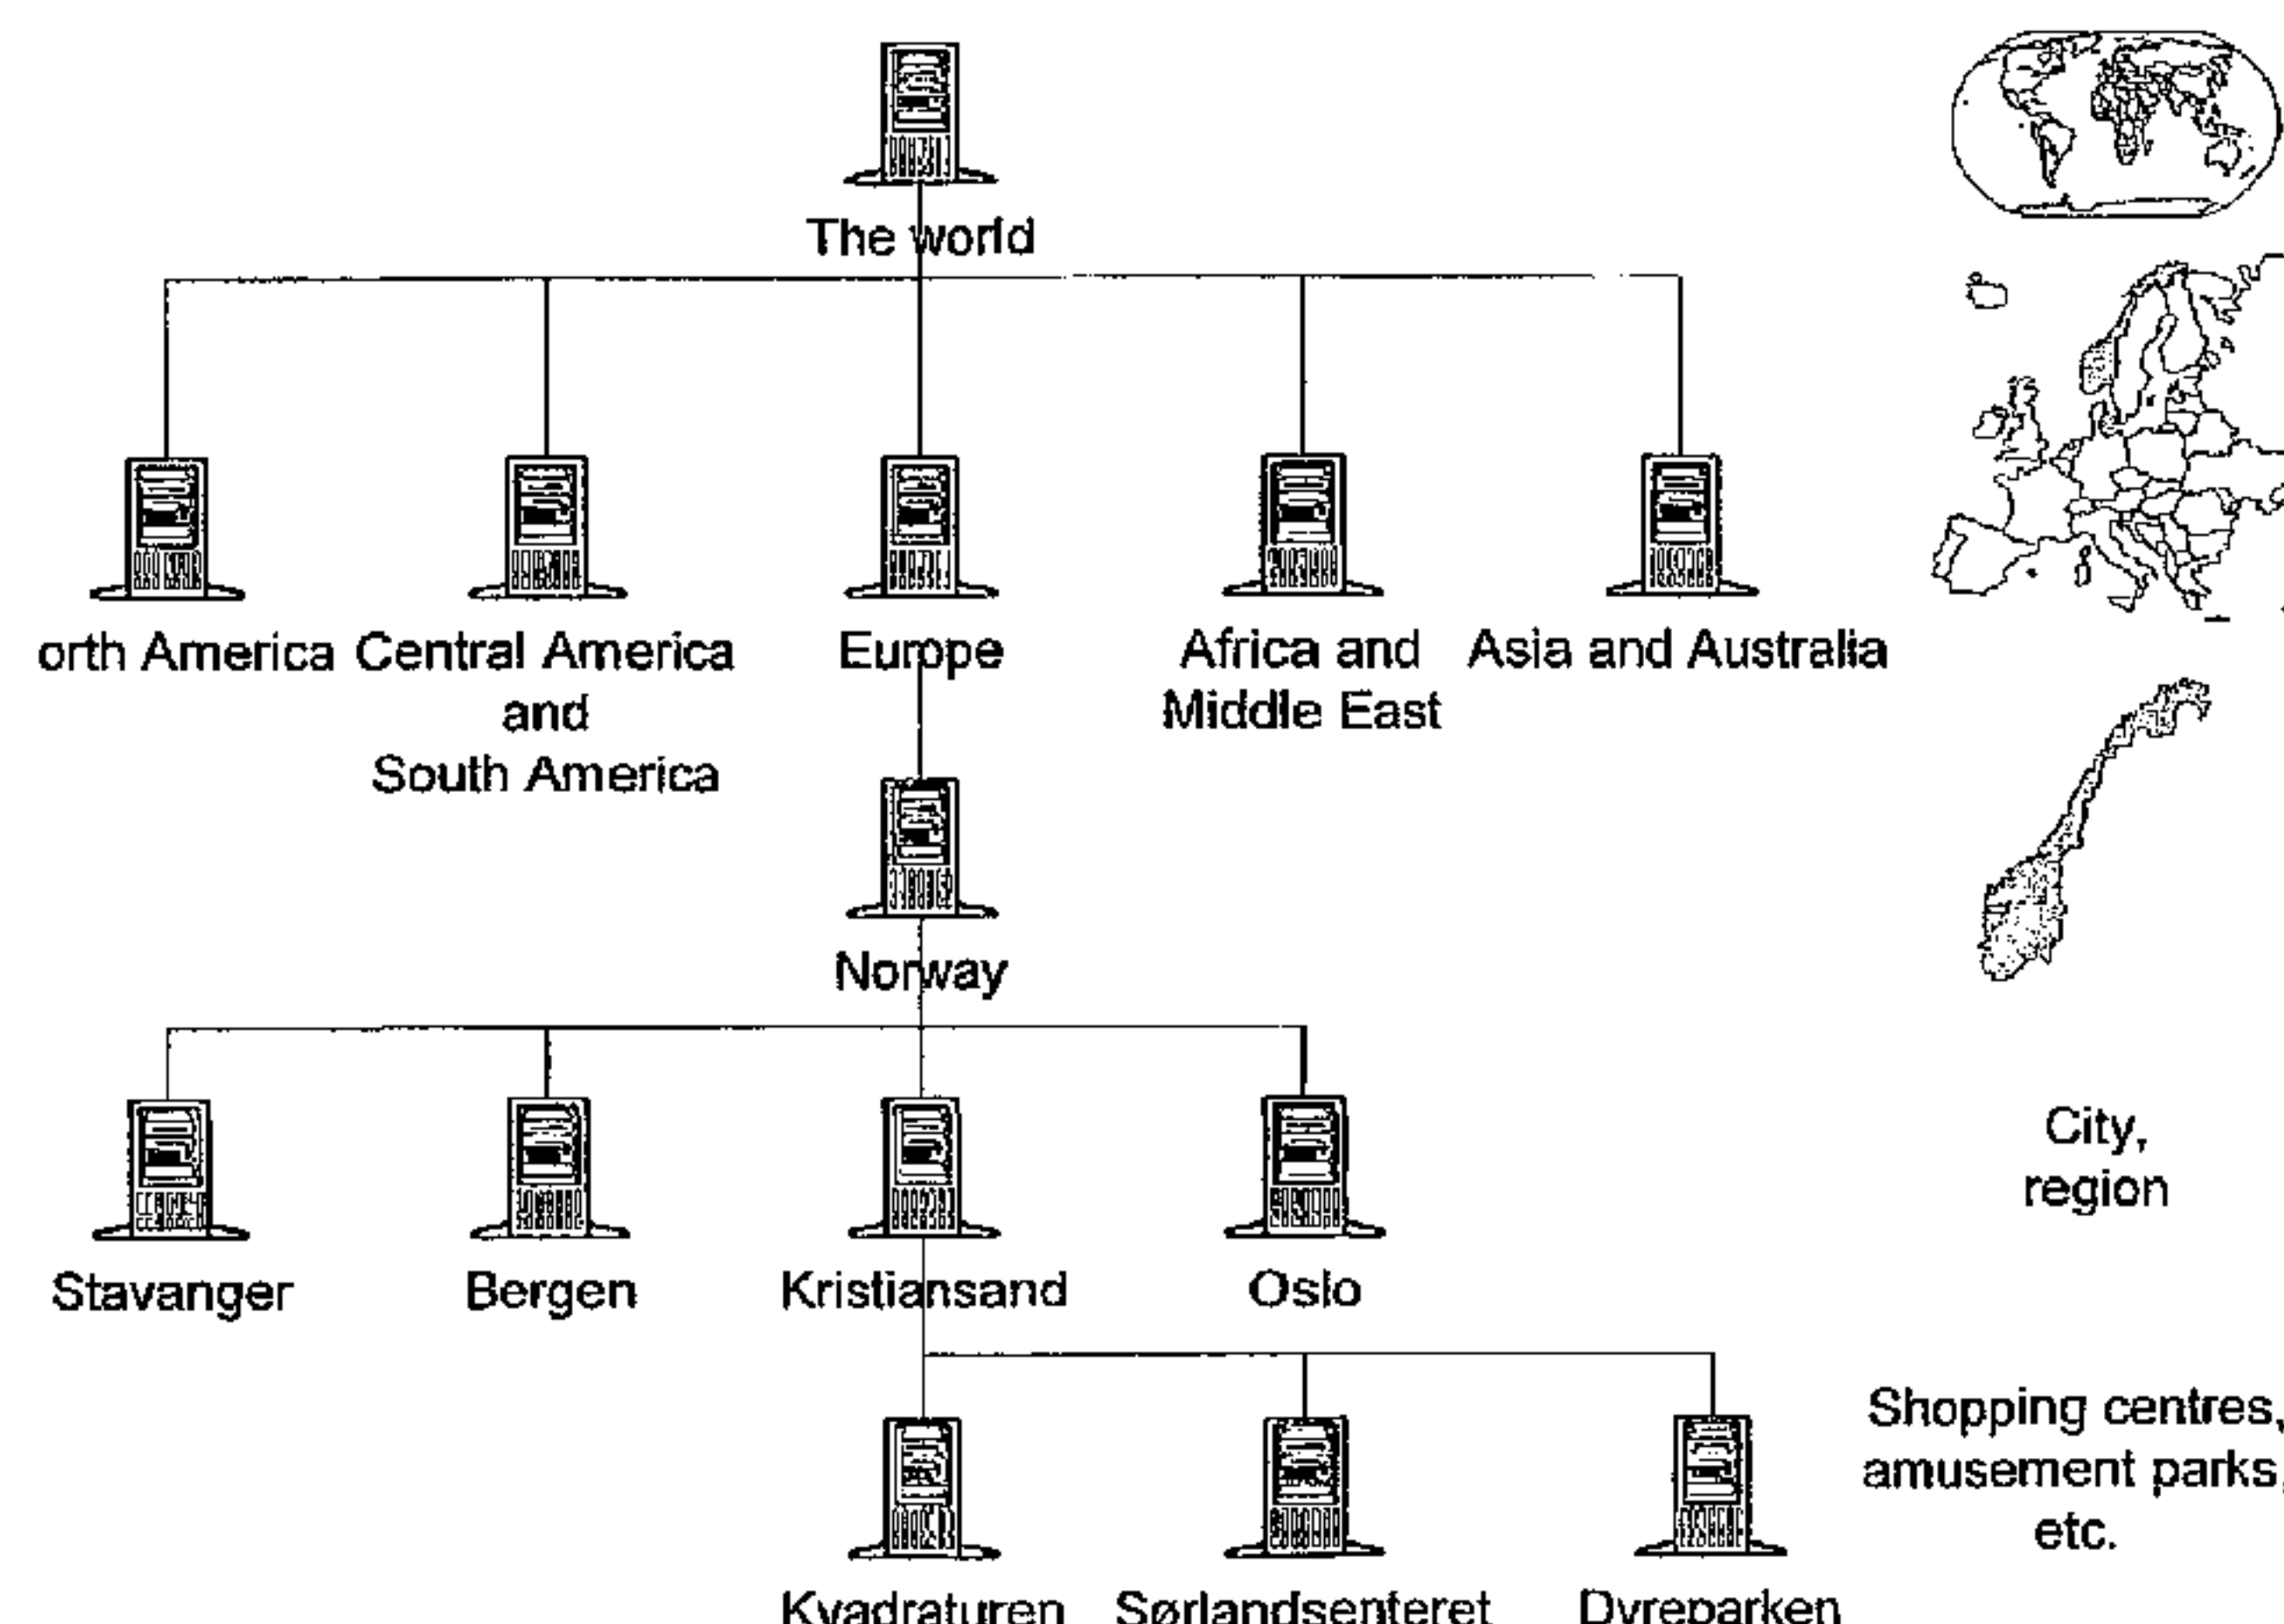 The world
orth America
Central America
and
South America
Europe
Africa and
Middle East
Asia and Australia
Norway
City,
region
Stavanger
Bergen
Kristiansand
Oslo
Shopping centres,
amusement parks,
etc.
Kvadraturen
Sørlandsenteret
Dyreparken